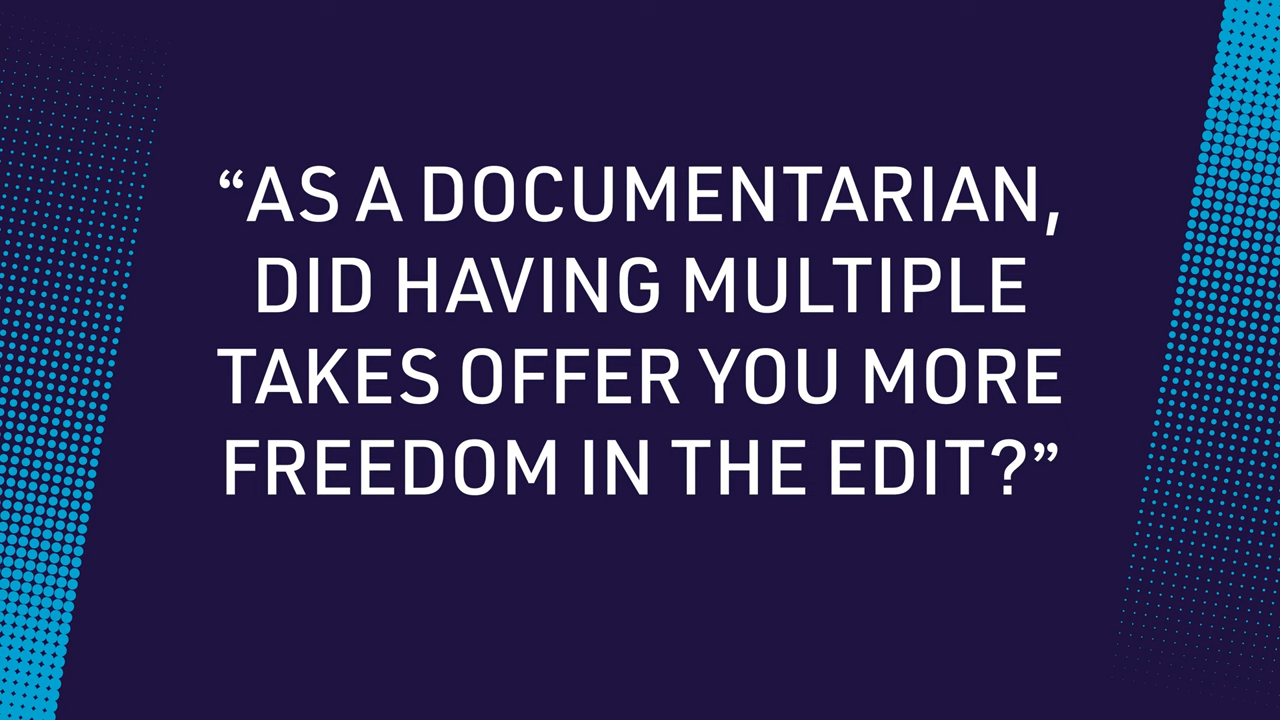 “AS A DOCUMENTARIAN,
DID HAVING MULTIPLE
TAKES OFFER YOU MORE
FREEDOM IN THE EDIT?”